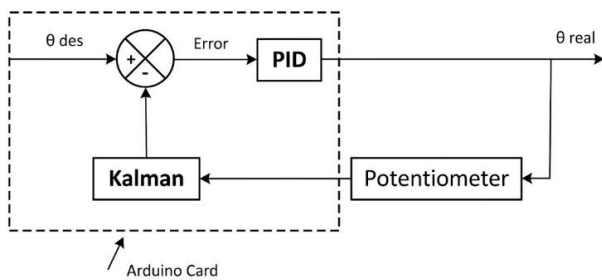 θ des
+
-
Error
PID
θ real
Kalman
Potentiometer
Arduino Card